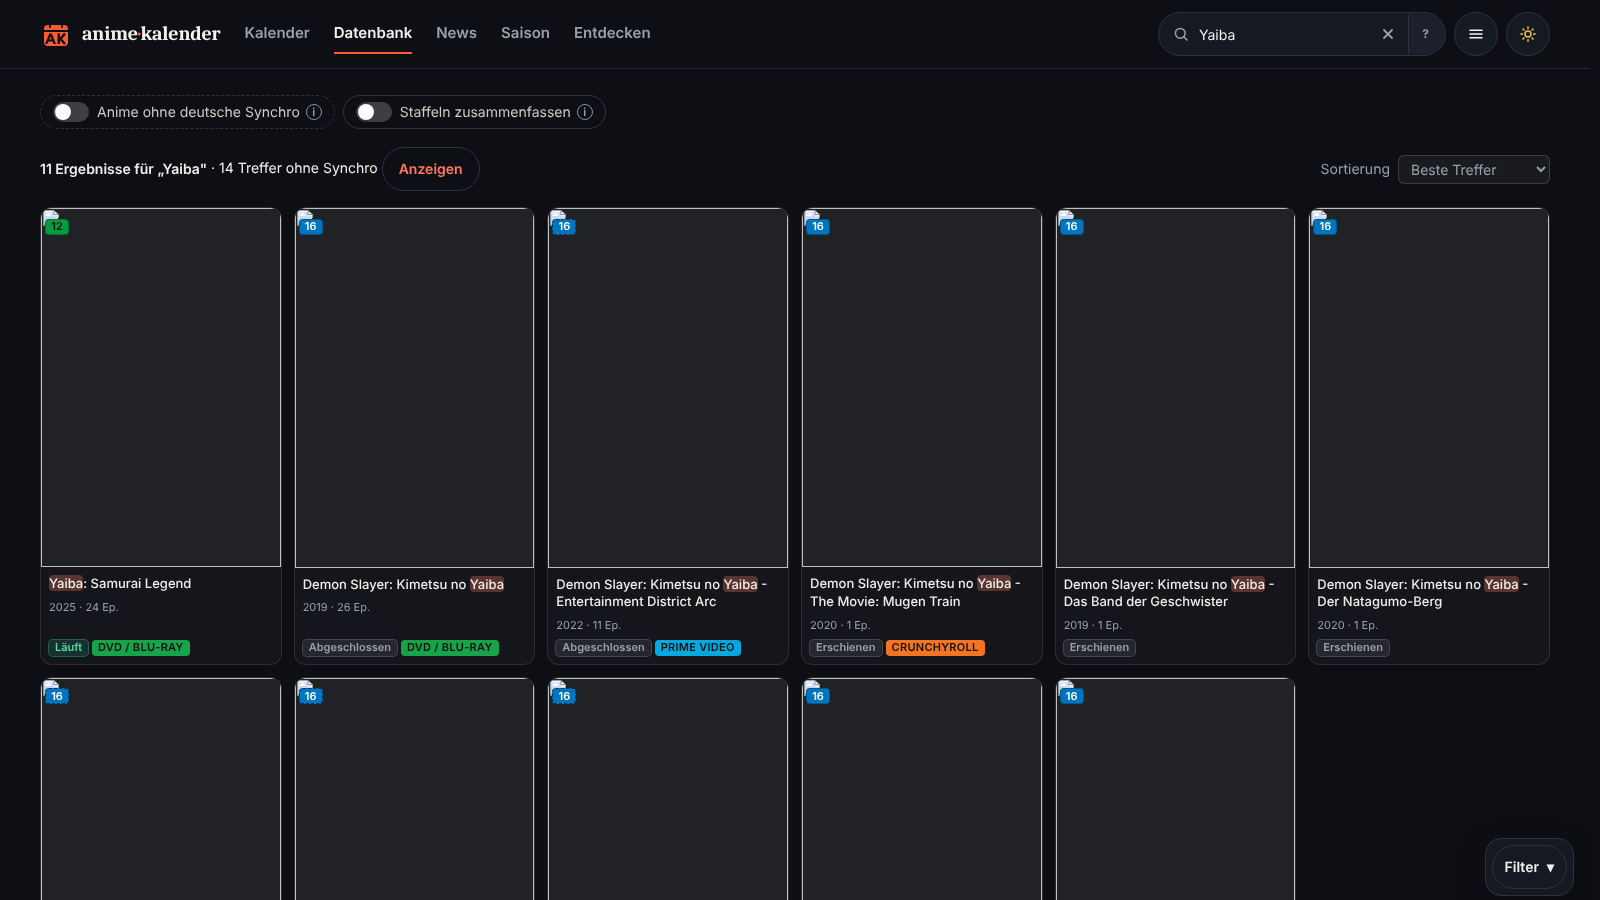 AK anime·kalender Kalender Datenbank News Saison Entdecken Yaiba ?
Anime ohne deutsche Synchro Staffeln zusammenfassen
11 Ergebnisse für „Yaiba" · 14 Treffer ohne Synchro Anzeigen Sortierung Beste Treffer
12 16 16 16 16 16
Yaiba: Samurai Legend
2025 · 24 Ep.
Läuft DVD / BLU-RAY
Demon Slayer: Kimetsu no Yaiba
2019 · 26 Ep.
Abgeschlossen DVD / BLU-RAY
Demon Slayer: Kimetsu no Yaiba -
Entertainment District Arc
2022 · 11 Ep.
Abgeschlossen PRIME VIDEO
Demon Slayer: Kimetsu no Yaiba -
The Movie: Mugen Train
2020 · 1 Ep.
Erschienen CRUNCHYROLL
Demon Slayer: Kimetsu no Yaiba -
Das Band der Geschwister
2019 · 1 Ep.
Erschienen
Demon Slayer: Kimetsu no Yaiba -
Der Natagumo-Berg
2020 · 1 Ep.
Erschienen
16 16 16 16 16
Filter ▾